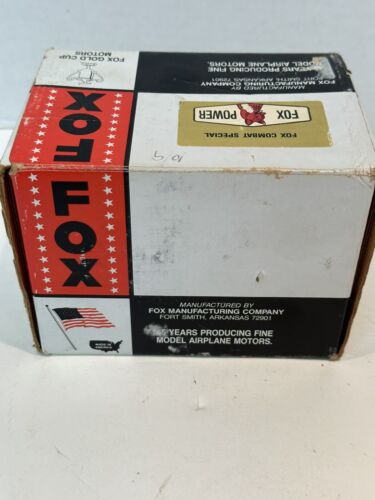 FOX GOLD CUP
MOTORS
MANUFACTURED BY
FOX MANUFACTURING COMPANY
FORT SMITH, ARKANSAS 72901
YEARS PRODUCING FINE
MODEL AIRPLANE MOTORS.
FOX
FOX
POWER
FOX COMBAT SPECIAL
FOX
MANUFACTURED BY
FOX MANUFACTURING COMPANY
FORT SMITH, ARKANSAS 72901
YEARS PRODUCING FINE
MODEL AIRPLANE MOTORS.
MADE IN
AMERICA